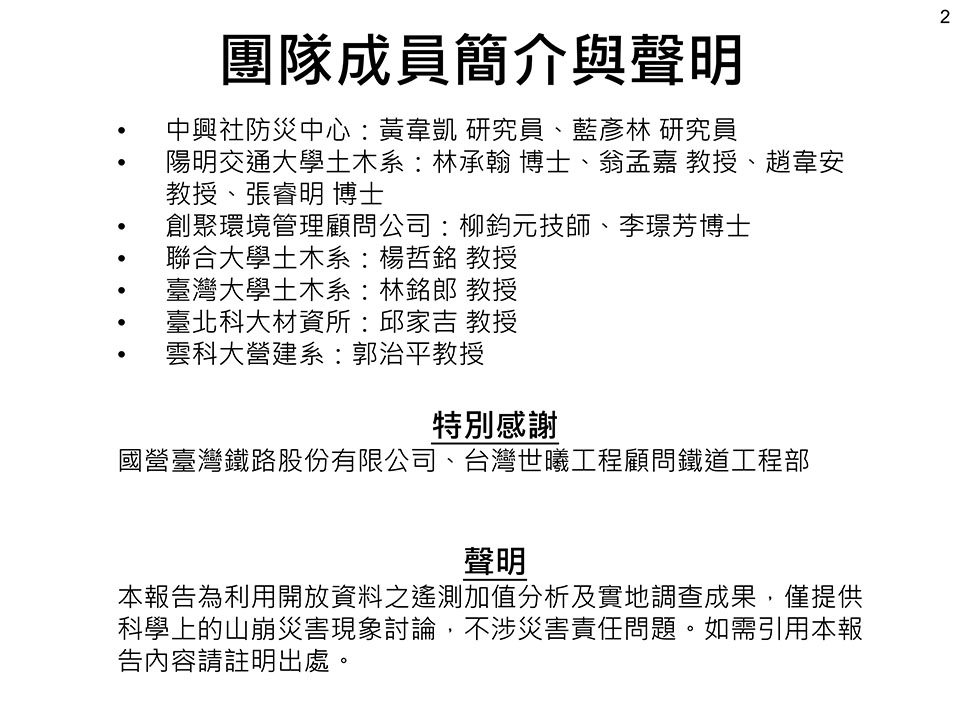 2
團隊成員簡介與聲明
• 中興社防災中心：黃韋凱 研究員、藍彥林 研究員
• 陽明交通大學土木系：林承翰 博士、翁孟嘉 教授、趙韋安
教授、張睿明 博士
• 創聚環境管理顧問公司：柳鈞元技師、李璟芳博士
• 聯合大學土木系：楊哲銘 教授
• 臺灣大學土木系：林銘郎 教授
• 臺北科大材資所：邱家吉 教授
• 雲科大營建系：郭治平教授
特別感謝
國營臺灣鐵路股份有限公司、台灣世曦工程顧問鐵道工程部
聲明
本報告為利用開放資料之遙測加值分析及實地調查成果，僅提供
科學上的山崩災害現象討論，不涉災害責任問題。如需引用本報
告內容請註明出處。